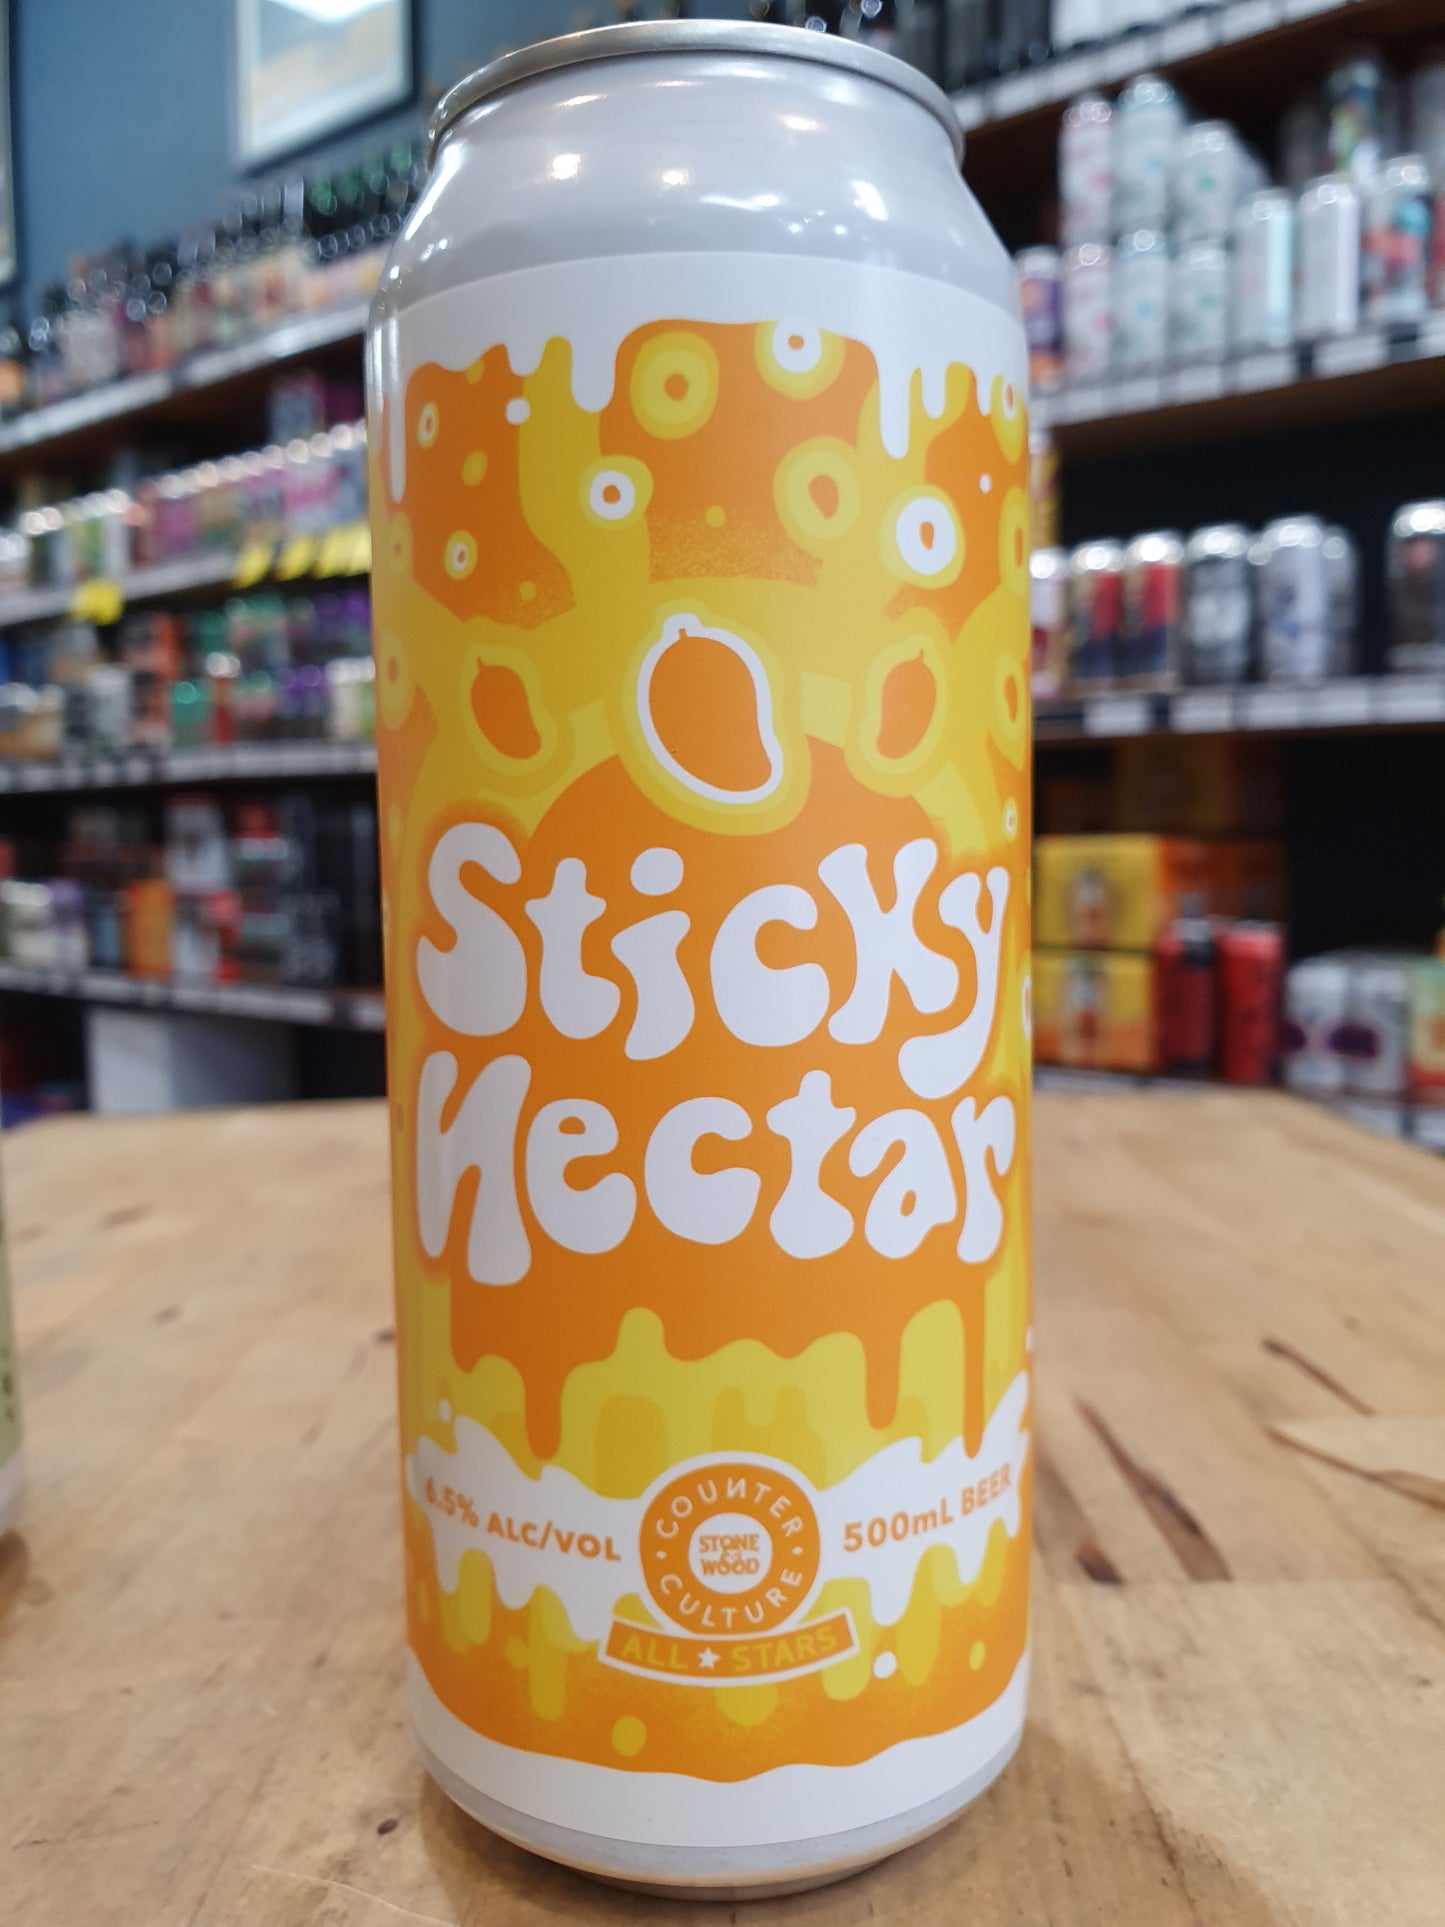 Sticky
Nectar
6.5% ALC/VOL
COUNTER
STONE
&
WOOD
CULTURE
500mL BEER
ALL ★ STARS